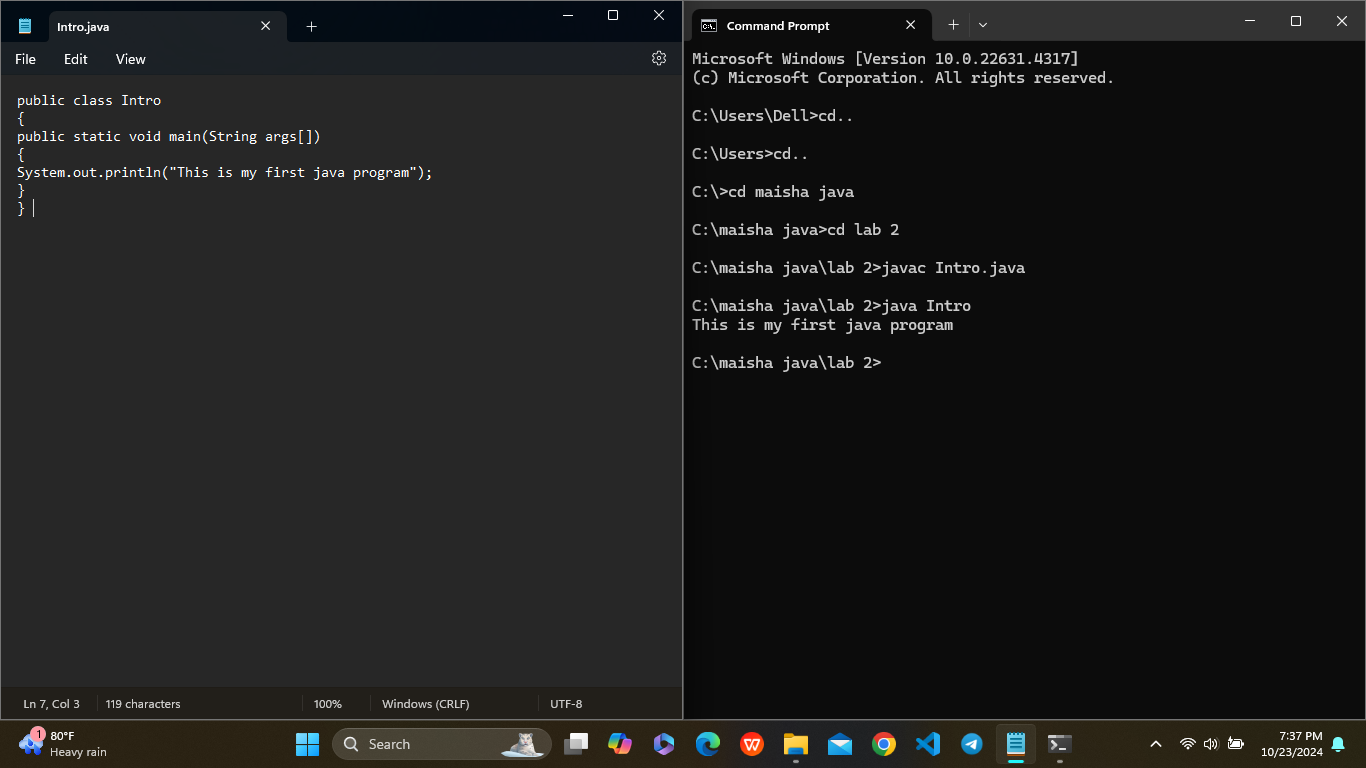 Intro.java
File Edit View
public class Intro
{
public static void main(String args[])
{
System.out.println("This is my first java program");
}
}
Ln 7, Col 3 119 characters 100% Windows (CRLF) UTF-8
Command Prompt
Microsoft Windows [Version 10.0.22631.4317]
(c) Microsoft Corporation. All rights reserved.
C:\Users\Dell>cd..
C:\Users>cd..
C:\>cd maisha java
C:\maisha java>cd lab 2
C:\maisha java\lab 2>javac Intro.java
C:\maisha java\lab 2>java Intro
This is my first java program
C:\maisha java\lab 2>
1
80°F
Heavy rain
Search
W
7:37 PM
10/23/2024